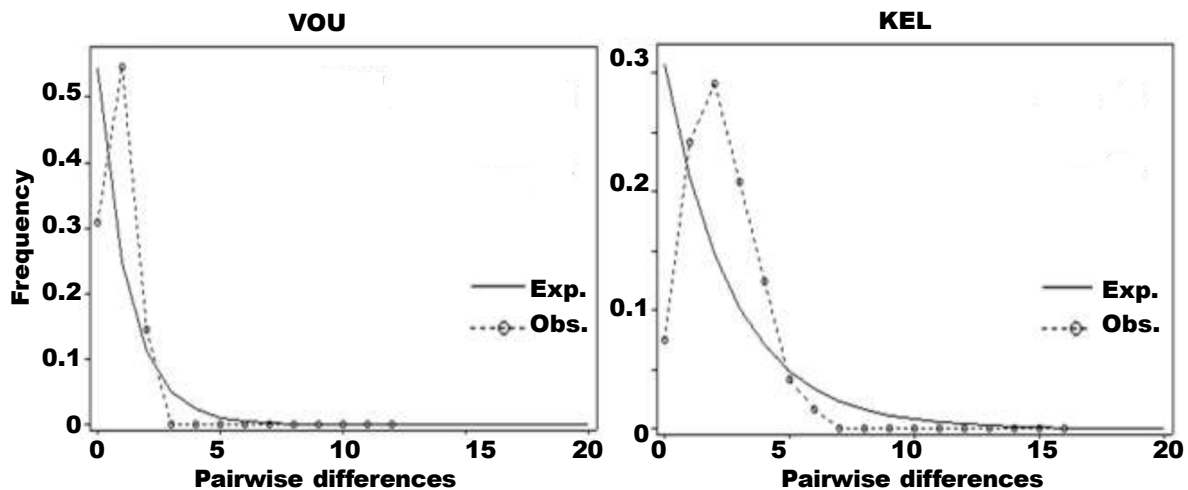 VOU
KEL
Frequency
0.5
0.4
0.3
0.2
0.1
0
Exp.
Obs.
0 5 10 15 20
Pairwise differences
0.3
0.2
0.1
0
Exp.
Obs.
0 5 10 15 20
Pairwise differences